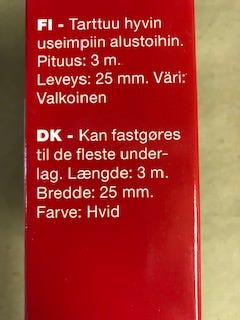 FI - Tarttuu hyvin
useimpiin alustoihin.
Pituus: 3 m.
Leveys: 25 mm. Väri:
Valkoinen
DK - Kan fastgøres
til de fleste under-
lag. Længde: 3 m.
Bredde: 25 mm.
Farve: Hvid